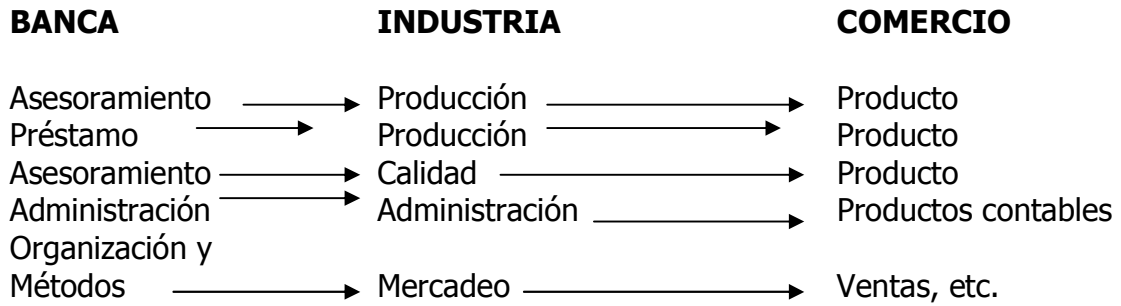 BANCA INDUSTRIA COMERCIO
Asesoramiento Producción Producto
Préstamo Producción Producto
Asesoramiento Calidad Producto
Administración Administración Productos contables
Organización y
Métodos Mercadeo Ventas, etc.